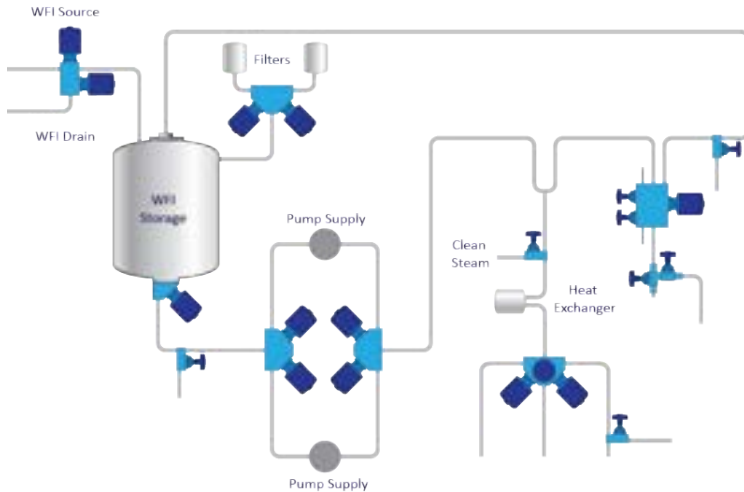 WFI Source
Filters
WFI Drain
WFI
Storage
Pump Supply
Clean
Steam
Heat
Exchanger
Pump Supply